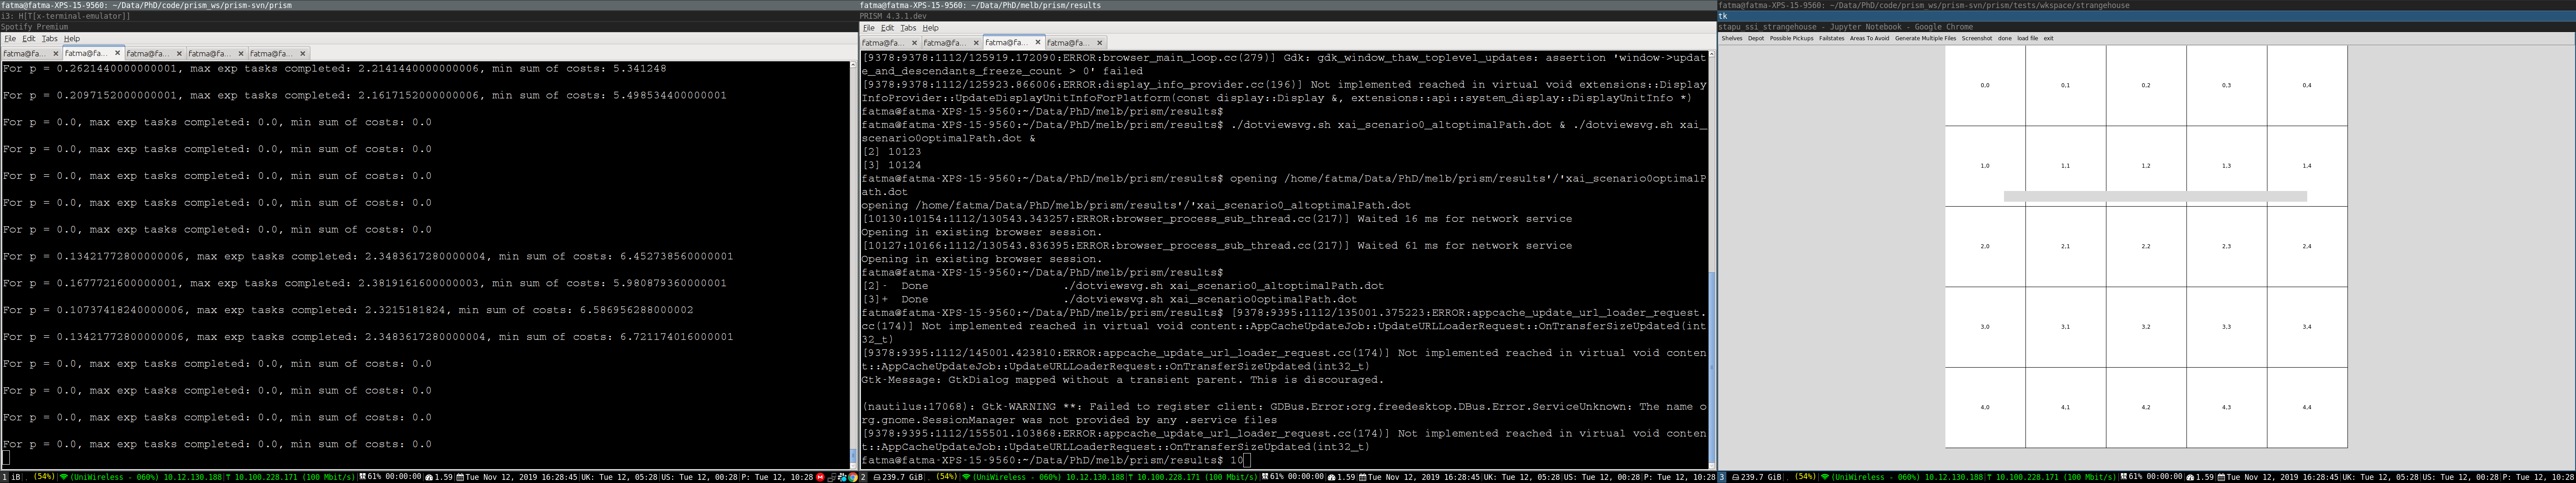 fatma@fatma-XPS-15-9560: ~/Data/PhD/code/prism_ws/prism-svn/prism
i3: H[T[x-terminal-emulator]]
Spotify Premium
File Edit Tabs Help
fatma@fa... × fatma@fa... × fatma@fa... × fatma@fa... × fatma@fa... ×
For p = 0.2621440000000001, max exp tasks completed: 2.2141440000000006, min sum of costs: 5.341248
For p = 0.2097152000000001, max exp tasks completed: 2.1617152000000006, min sum of costs: 5.498534400000001
For p = 0.0, max exp tasks completed: 0.0, min sum of costs: 0.0
For p = 0.0, max exp tasks completed: 0.0, min sum of costs: 0.0
For p = 0.0, max exp tasks completed: 0.0, min sum of costs: 0.0
For p = 0.0, max exp tasks completed: 0.0, min sum of costs: 0.0
For p = 0.0, max exp tasks completed: 0.0, min sum of costs: 0.0
For p = 0.13421772800000006, max exp tasks completed: 2.3483617280000004, min sum of costs: 6.452738560000001
For p = 0.1677721600000001, max exp tasks completed: 2.3819161600000003, min sum of costs: 5.980879360000001
For p = 0.10737418240000006, max exp tasks completed: 2.3215181824, min sum of costs: 6.586956288000002
For p = 0.13421772800000006, max exp tasks completed: 2.3483617280000004, min sum of costs: 6.721174016000001
For p = 0.0, max exp tasks completed: 0.0, min sum of costs: 0.0
For p = 0.0, max exp tasks completed: 0.0, min sum of costs: 0.0
For p = 0.0, max exp tasks completed: 0.0, min sum of costs: 0.0
For p = 0.0, max exp tasks completed: 0.0, min sum of costs: 0.0
1 iB (54%) (UniWireless - 060%) 10.12.130.188 T 10.100.228.171 (100 Mbit/s) 61% 00:00:00 1.59 Tue Nov 12, 2019 16:28:45 UK: Tue 12, 05:28 US: Tue 12, 00:28 P: Tue 12, 10:28
fatma@fatma-XPS-15-9560: ~/Data/PhD/melb/prism/results
PRISM 4.3.1.dev
File Edit Tabs Help
fatma@fa... × fatma@fa... × fatma@fa... × fatma@fa... ×
[9378:9378:1112/125919.172090:ERROR:browser_main_loop.cc(279)] Gdk: gdk_window_thaw_toplevel_updates: assertion 'window->updat
e_and_descendants_freeze_count > 0' failed
[9378:9378:1112/125923.866006:ERROR:display_info_provider.cc(196)] Not implemented reached in virtual void extensions::Display
InfoProvider::UpdateDisplayUnitInfoForPlatform(const display::Display &, extensions::api::system_display::DisplayUnitInfo *)
fatma@fatma-XPS-15-9560:~/Data/PhD/melb/prism/results$
fatma@fatma-XPS-15-9560:~/Data/PhD/melb/prism/results$ ./dotviewsvg.sh xai_scenario0_altoptimalPath.dot & ./dotviewsvg.sh xai_
scenario0optimalPath.dot &
[2] 10123
[3] 10124
fatma@fatma-XPS-15-9560:~/Data/PhD/melb/prism/results$ opening /home/fatma/Data/PhD/melb/prism/results'/'xai_scenario0optimalP
ath.dot
opening /home/fatma/Data/PhD/melb/prism/results'/'xai_scenario0_altoptimalPath.dot
[10130:10154:1112/130543.343257:ERROR:browser_process_sub_thread.cc(217)] Waited 16 ms for network service
Opening in existing browser session.
[10127:10166:1112/130543.836395:ERROR:browser_process_sub_thread.cc(217)] Waited 61 ms for network service
Opening in existing browser session.
fatma@fatma-XPS-15-9560:~/Data/PhD/melb/prism/results$
[2]- Done ./dotviewsvg.sh xai_scenario0_altoptimalPath.dot
[3]+ Done ./dotviewsvg.sh xai_scenario0optimalPath.dot
fatma@fatma-XPS-15-9560:~/Data/PhD/melb/prism/results$ [9378:9395:1112/135001.375223:ERROR:appcache_update_url_loader_request.
cc(174)] Not implemented reached in virtual void content::AppCacheUpdateJob::UpdateURLLoaderRequest::OnTransferSizeUpdated(int
32_t)
[9378:9395:1112/145001.423810:ERROR:appcache_update_url_loader_request.cc(174)] Not implemented reached in virtual void conten
t::AppCacheUpdateJob::UpdateURLLoaderRequest::OnTransferSizeUpdated(int32_t)
Gtk-Message: GtkDialog mapped without a transient parent. This is discouraged.
(nautilus:17068): Gtk-WARNING **: Failed to register client: GDBus.Error:org.freedesktop.DBus.Error.ServiceUnknown: The name o
rg.gnome.SessionManager was not provided by any .service files
[9378:9395:1112/155501.103868:ERROR:appcache_update_url_loader_request.cc(174)] Not implemented reached in virtual void conten
t::AppCacheUpdateJob::UpdateURLLoaderRequest::OnTransferSizeUpdated(int32_t)
fatma@fatma-XPS-15-9560:~/Data/PhD/melb/prism/results$ 10
2 239.7 GiB (54%) (UniWireless - 060%) 10.12.130.188 T 10.100.228.171 (100 Mbit/s) 61% 00:00:00 1.59 Tue Nov 12, 2019 16:28:45 UK: Tue 12, 05:28 US: Tue 12, 00:28 P: Tue 12, 10:28
fatma@fatma-XPS-15-9560: ~/Data/PhD/code/prism_ws/prism-svn/prism/tests/wkspace/strangehouse
tk
stapu ssi strangehouse - Jupyter Notebook - Google Chrome
Shelves Depot Possible Pickups Failstates Areas To Avoid Generate Multiple Files Screenshot done load file exit
0,0 0,1 0,2 0,3 0,4
1,0 1,1 1,2 1,3 1,4
2,0 2,1 2,2 2,3 2,4
3,0 3,1 3,2 3,3 3,4
4,0 4,1 4,2 4,3 4,4
3 239.7 GiB (54%) (UniWireless - 060%) 10.12.130.188 T 10.100.228.171 (100 Mbit/s) 61% 00:00:00 1.59 Tue Nov 12, 2019 16:28:45 UK: Tue 12, 05:28 US: Tue 12, 00:28 P: Tue 12, 10:28